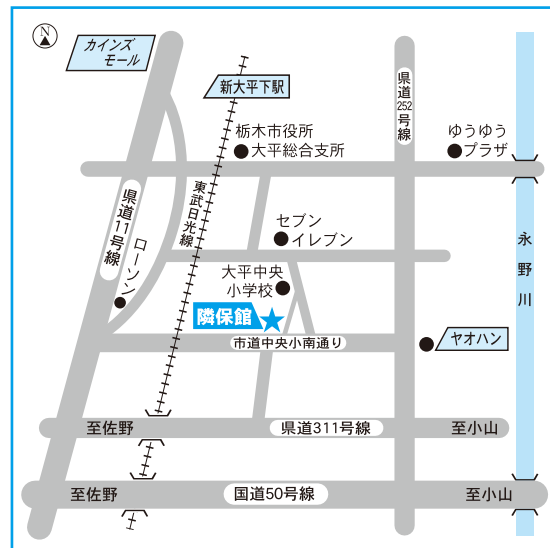 N
カインズ
モール
新大平下駅
県道252号線
栃木市役所
大平総合支所
ゆうゆう
プラザ
東武日光線
県道11号線
ローソン
セブン
イレブン
永野川
大平中央
小学校
隣保館
市道中央小南通り
ヤオハン
至佐野
県道311号線
至小山
至佐野
国道50号線
至小山